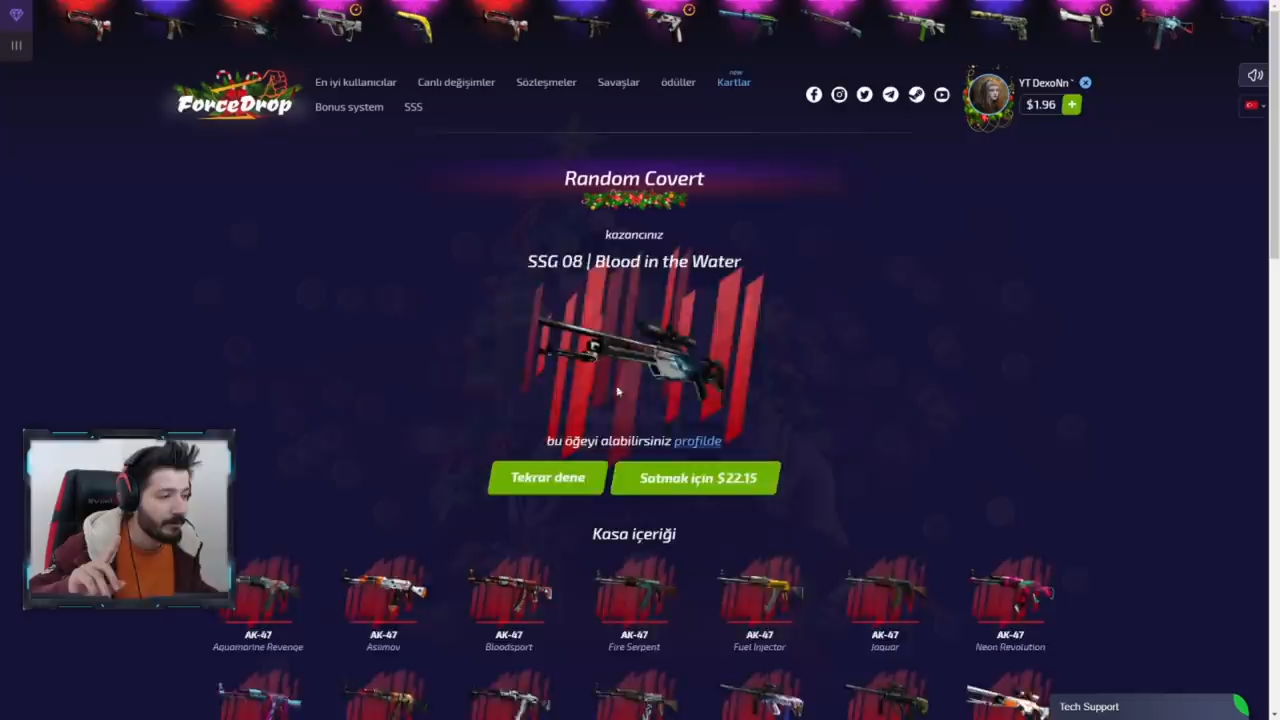 ForceDrop
En iyi kullanıcılar
Canlı değişimler
Sözleşmeler
Savaşlar
ödüller
new
Kartlar
Bonus system
SSS
YT DexoNn
$1.96 +
Random Covert
kazancınız
SSG 08 | Blood in the Water
bu öğeyi alabilirsiniz profilde
Tekrar dene
Satmak için $22.15
Kasa içeriği
AK-47
Aquamarine Revenge
AK-47
Asiimov
AK-47
Bloodsport
AK-47
Fire Serpent
AK-47
Fuel Injector
AK-47
Jaguar
AK-47
Neon Revolution
Tech Support